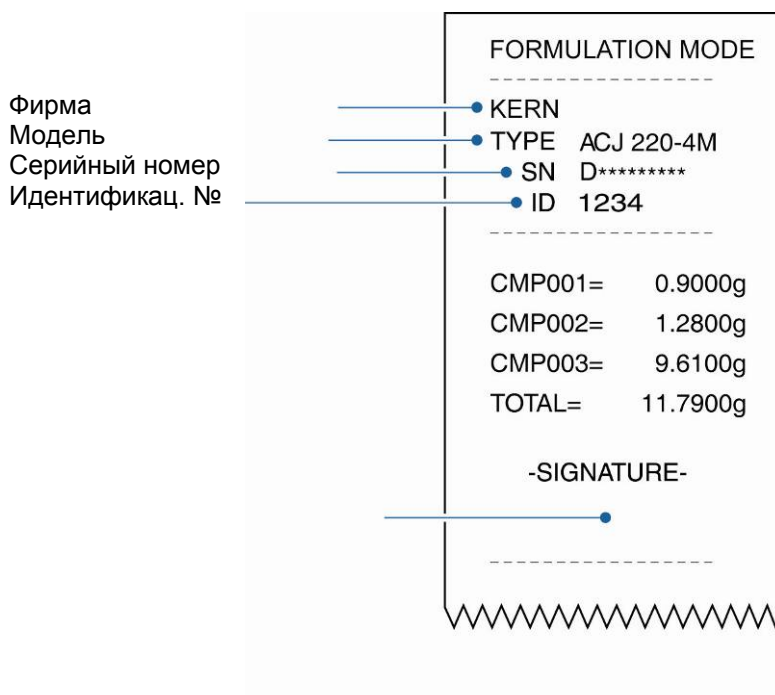 FORMULATION MODE
Фирма
Модель
Серийный номер
Идентификац. №
KERN
TYPE ACJ 220-4M
SN D*********
ID 1234
CMP001= 0.9000g
CMP002= 1.2800g
CMP003= 9.6100g
TOTAL= 11.7900g
-SIGNATURE-